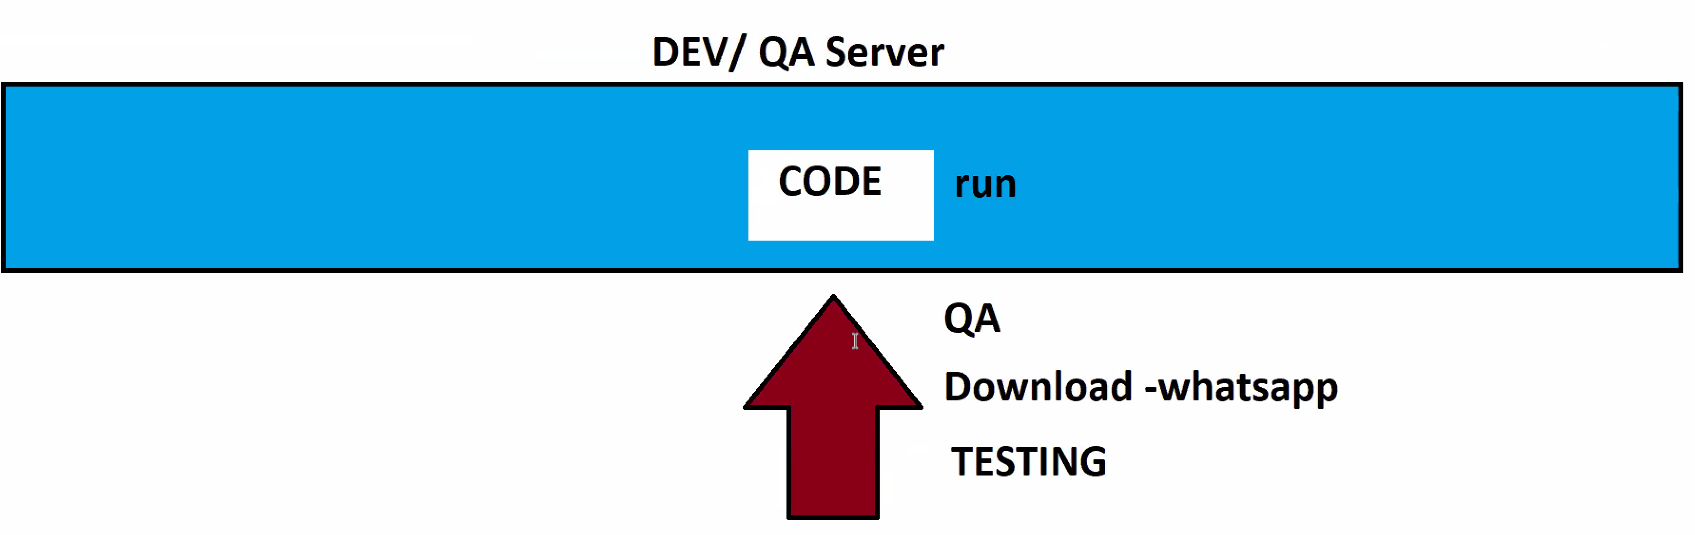 DEV/ QA Server
CODE
run
QA
Download -whatsapp
TESTING